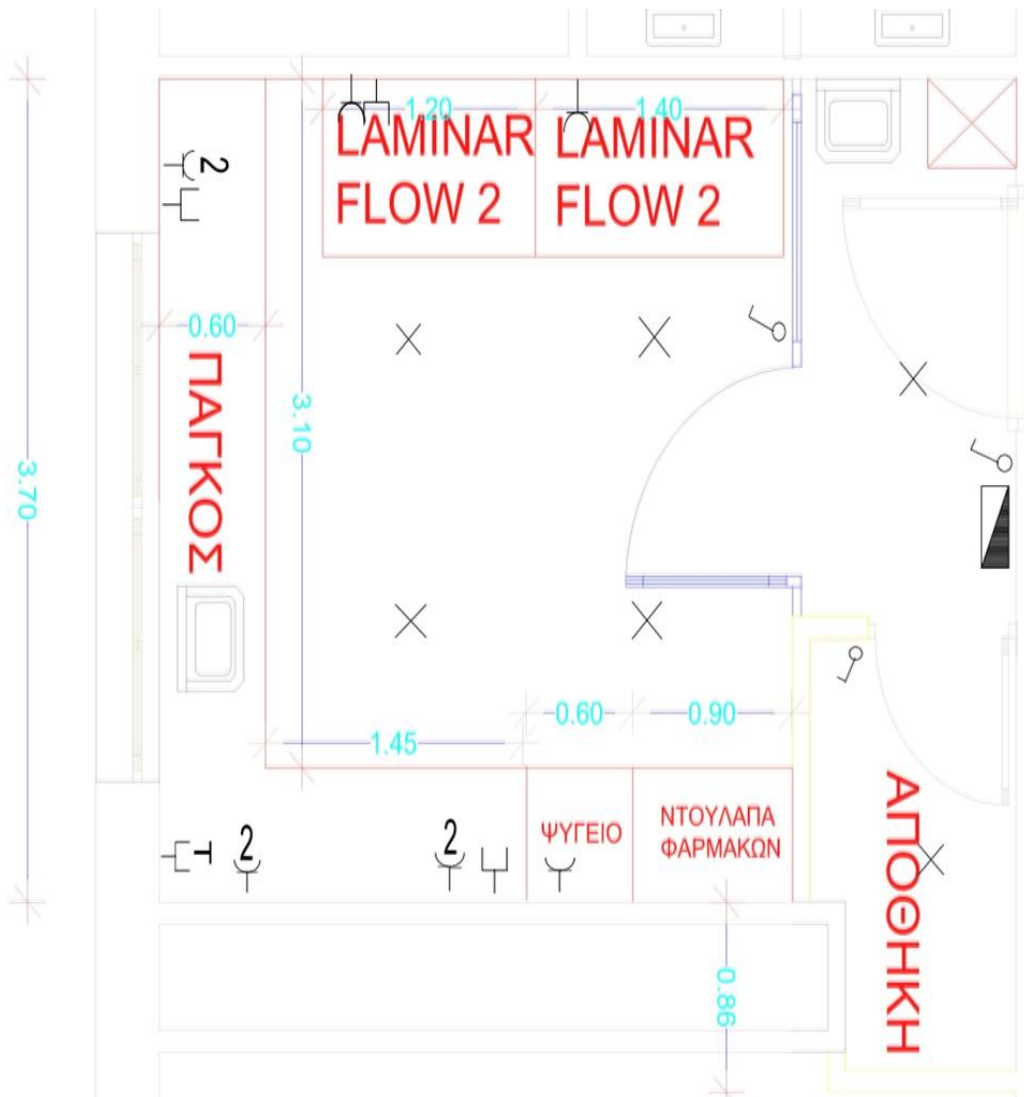 1.20
1.40
LAMINAR
FLOW 2
LAMINAR
FLOW 2
2
0.60
ΠΑΓΚΟΣ
3.10
3.70
0.60
0.90
1.45
ΑΠΟΘΗΚΗ
ΨΥΓΕΙΟ
ΝΤΟΥΛΑΠΑ
ΦΑΡΜΑΚΩΝ
T
2
2
0.86